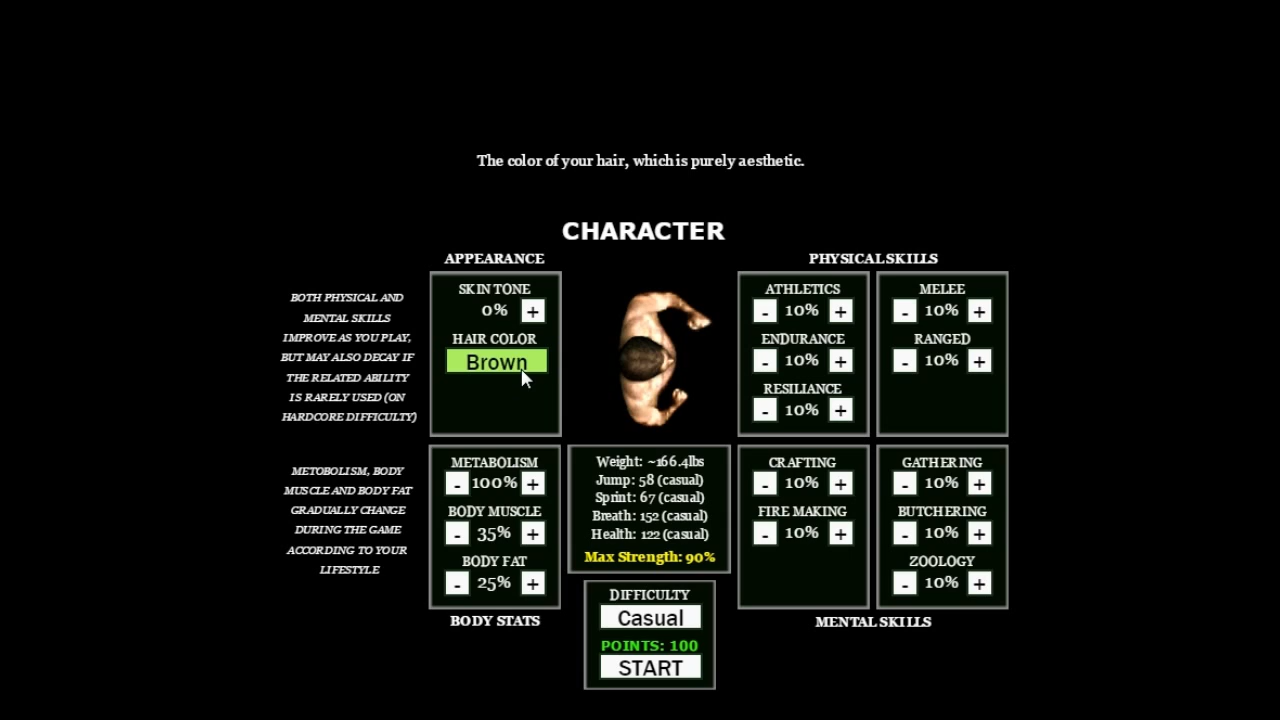 The color of your hair, which is purely aesthetic.
CHARACTER
APPEARANCE
PHYSICAL SKILLS
BOTH PHYSICAL AND
MENTAL SKILLS
IMPROVE AS YOU PLAY,
BUT MAY ALSO DECAY IF
THE RELATED ABILITY
IS RARELY USED (ON
HARDCORE DIFFICULTY)
SKIN TONE
0% +
HAIR COLOR
Brown
ATHLETICS
- 10% +
ENDURANCE
- 10% +
RESILIANCE
- 10% +
MELEE
- 10% +
RANGED
- 10% +
METOBOLISM, BODY
MUSCLE AND BODY FAT
GRADUALLY CHANGE
DURING THE GAME
ACCORDING TO YOUR
LIFESTYLE
METABOLISM
- 100% +
BODY MUSCLE
- 35% +
BODY FAT
- 25% +
BODY STATS
Weight: ~166.4lbs
Jump: 58 (casual)
Sprint: 67 (casual)
Breath: 152 (casual)
Health: 122 (casual)
Max Strength: 90%
DIFFICULTY
Casual
POINTS: 100
START
CRAFTING
- 10% +
FIRE MAKING
- 10% +
GATHERING
- 10% +
BUTCHERING
- 10% +
ZOOLOGY
- 10% +
MENTAL SKILLS